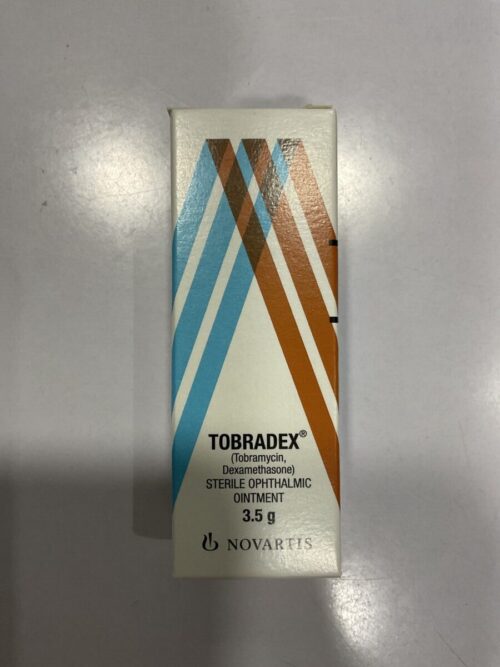 TOBRADEX®
(Tobramycin,
Dexamethasone)
STERILE OPHTHALMIC
OINTMENT
3.5 g
NOVARTIS